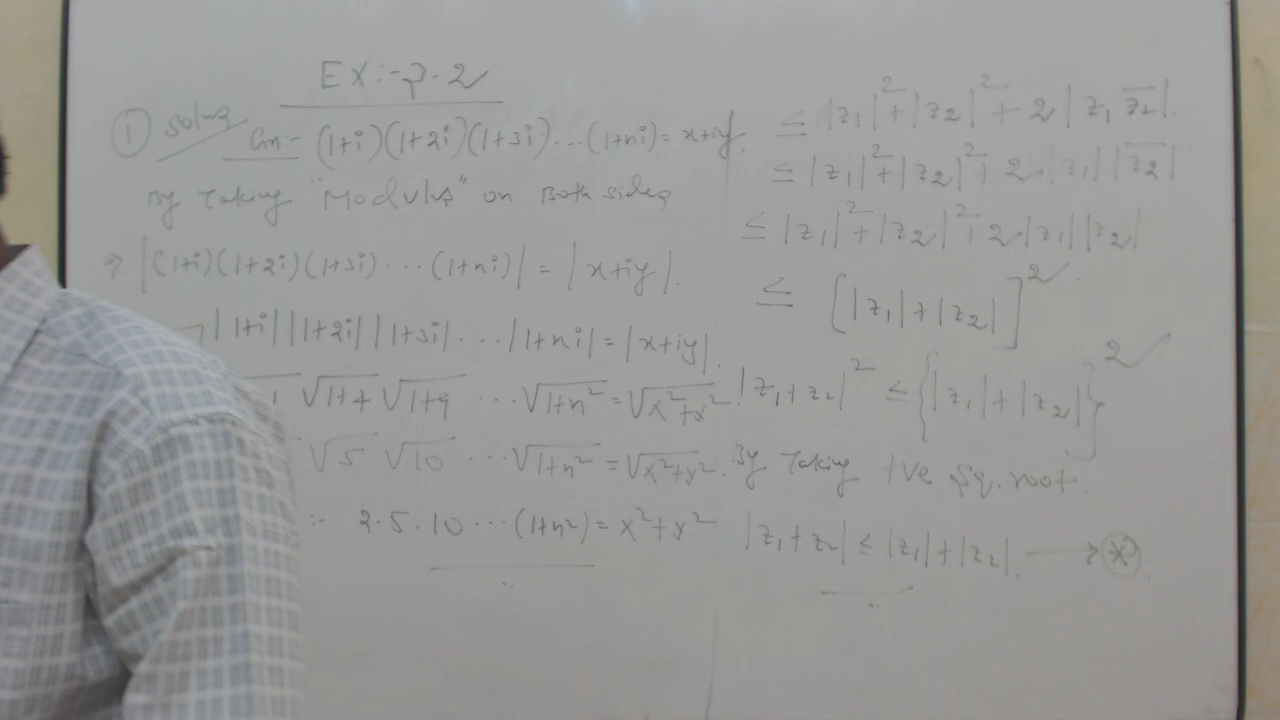 EX:-3.2
① Soln:
Gn:- (1+i)(1+2i)(1+3i)...(1+ni)=x+iy.
By Taking "Modulus" on Both sides
⇒ |(1+i)(1+2i)(1+3i)...(1+ni)| = |x+iy|.
|1+i||1+2i||1+3i|...|1+ni|=|x+iy|.
√1+4 √1+9 ...√1+n² = √x²+y²
√5 √10 ...√1+n² = √x²+y².
:- 2.5.10...(1+n²)= x²+y²
≤ |z₁|²+|z₂|²+2|z₁ z̅₂|.
≤ |z₁|²+|z₂|²+2|z₁||z̅₂|
≤ |z₁|²+|z₂|²+2|z₁||z₂|
≤ [|z₁|+|z₂|]²
|z₁+z₂|² ≤ {|z₁|+|z₂|}²
By Taking +ve Sq.root.
|z₁+z₂| ≤ |z₁|+|z₂|. → ⊛